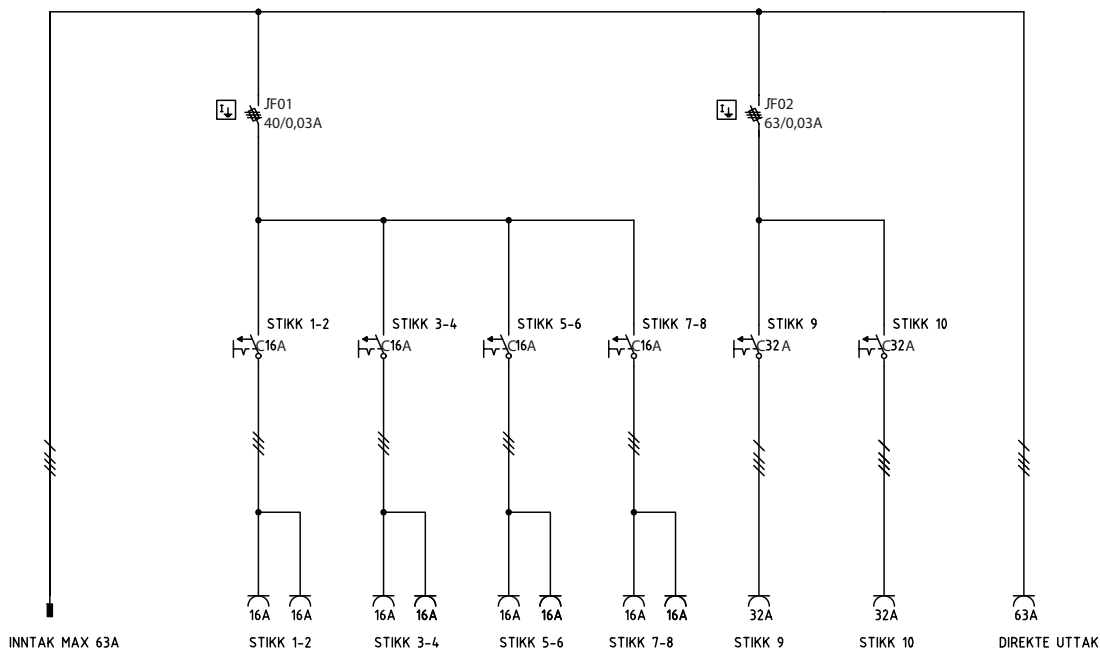 I
JF01
40/0,03A
I
JF02
63/0,03A
STIKK 1-2
STIKK 3-4
STIKK 5-6
STIKK 7-8
STIKK 9
STIKK 10
C16A
C16A
C16A
C16A
C32A
C32A
16A
16A
16A
16A
16A
16A
16A
16A
32A
32A
63A
INNTAK MAX 63A
STIKK 1-2
STIKK 3-4
STIKK 5-6
STIKK 7-8
STIKK 9
STIKK 10
DIREKTE UTTAK